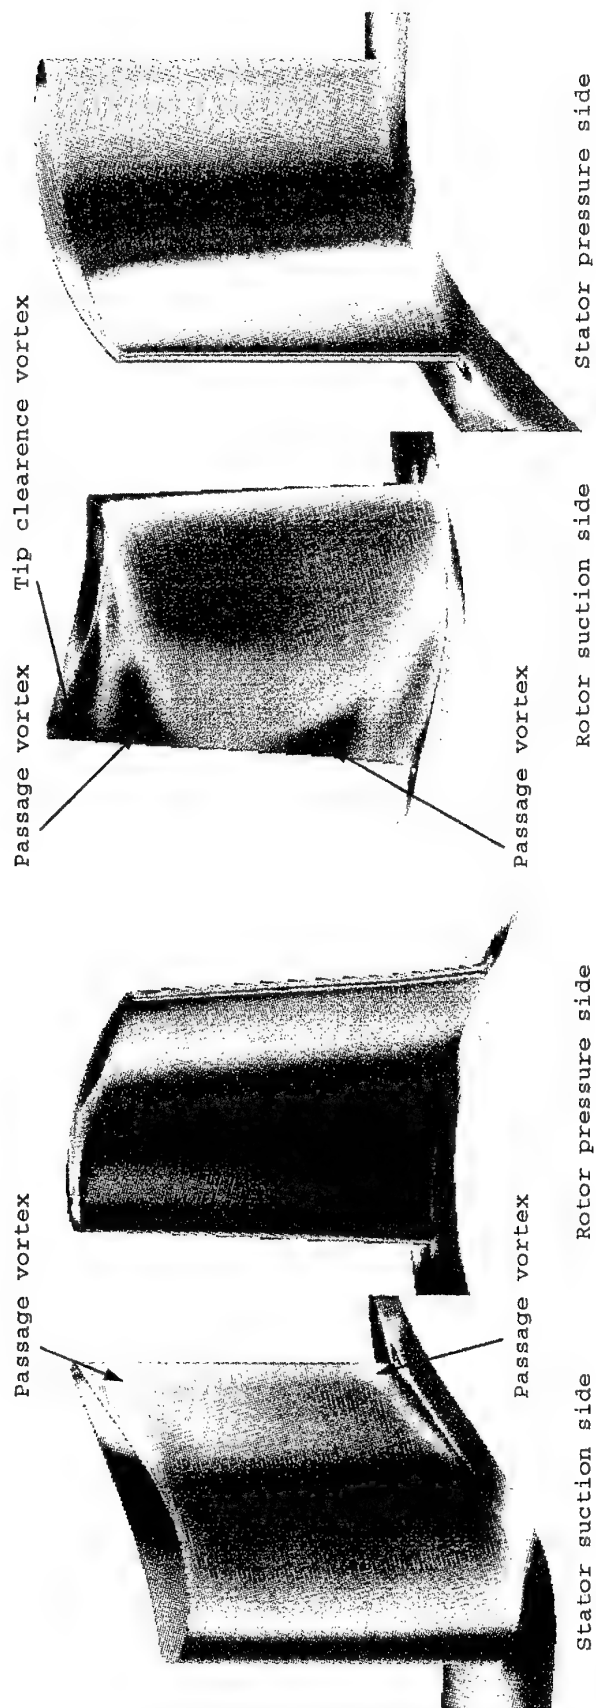 Passage vortex
Passage vortex
Tip clearence vortex
Passage vortex
Passage vortex
Stator suction side
Rotor pressure side
Rotor suction side
Stator pressure side